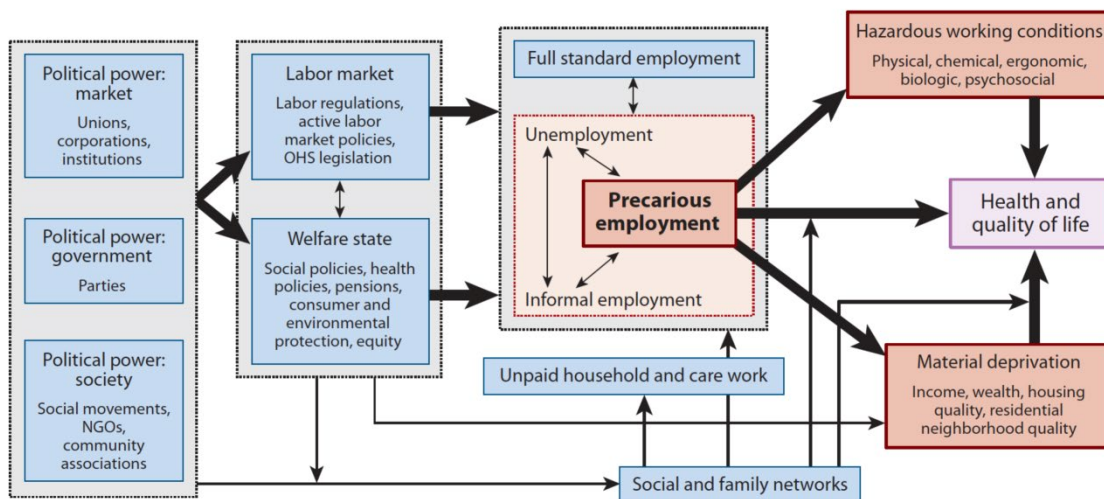 Political power:
market
Unions,
corporations,
institutions
Political power:
government
Parties
Political power:
society
Social movements,
NGOs,
community
associations
Labor market
Labor regulations,
active labor
market policies,
OHS legislation
Welfare state
Social policies, health
policies, pensions,
consumer and
environmental
protection, equity
Full standard employment
Unemployment
Precarious
employment
Informal employment
Unpaid household and care work
Social and family networks
Hazardous working conditions
Physical, chemical, ergonomic,
biologic, psychosocial
Health and
quality of life
Material deprivation
Income, wealth, housing
quality, residential
neighborhood quality